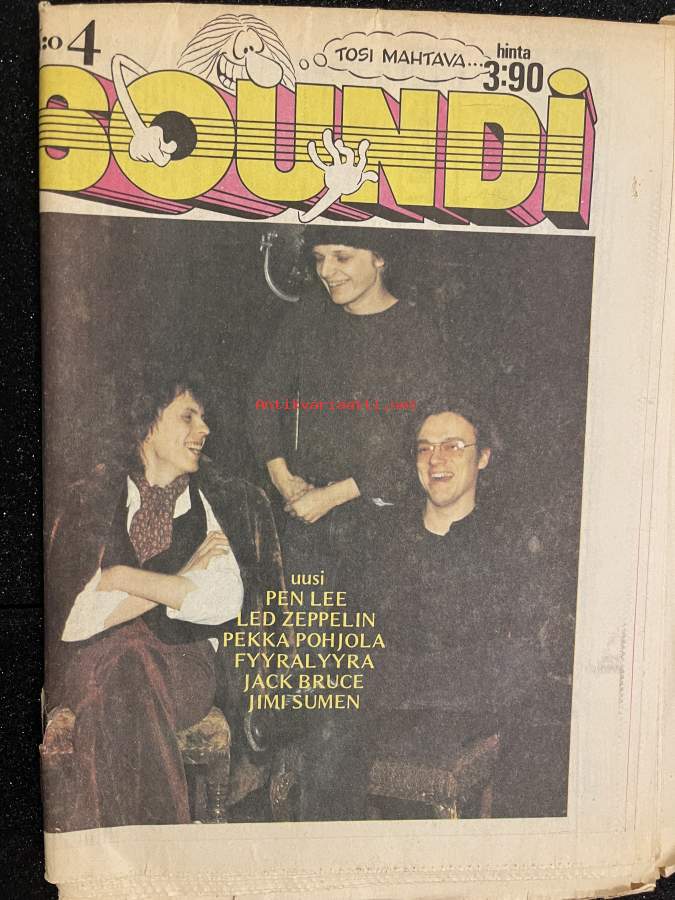 :o 4
TOSI MAHTAVA...
hinta
3:90
SOUNDI
Antikvariaatti.net
uusi
PEN LEE
LED ZEPPELIN
PEKKA POHJOLA
FYYRALYYRA
JACK BRUCE
JIMI SUMEN